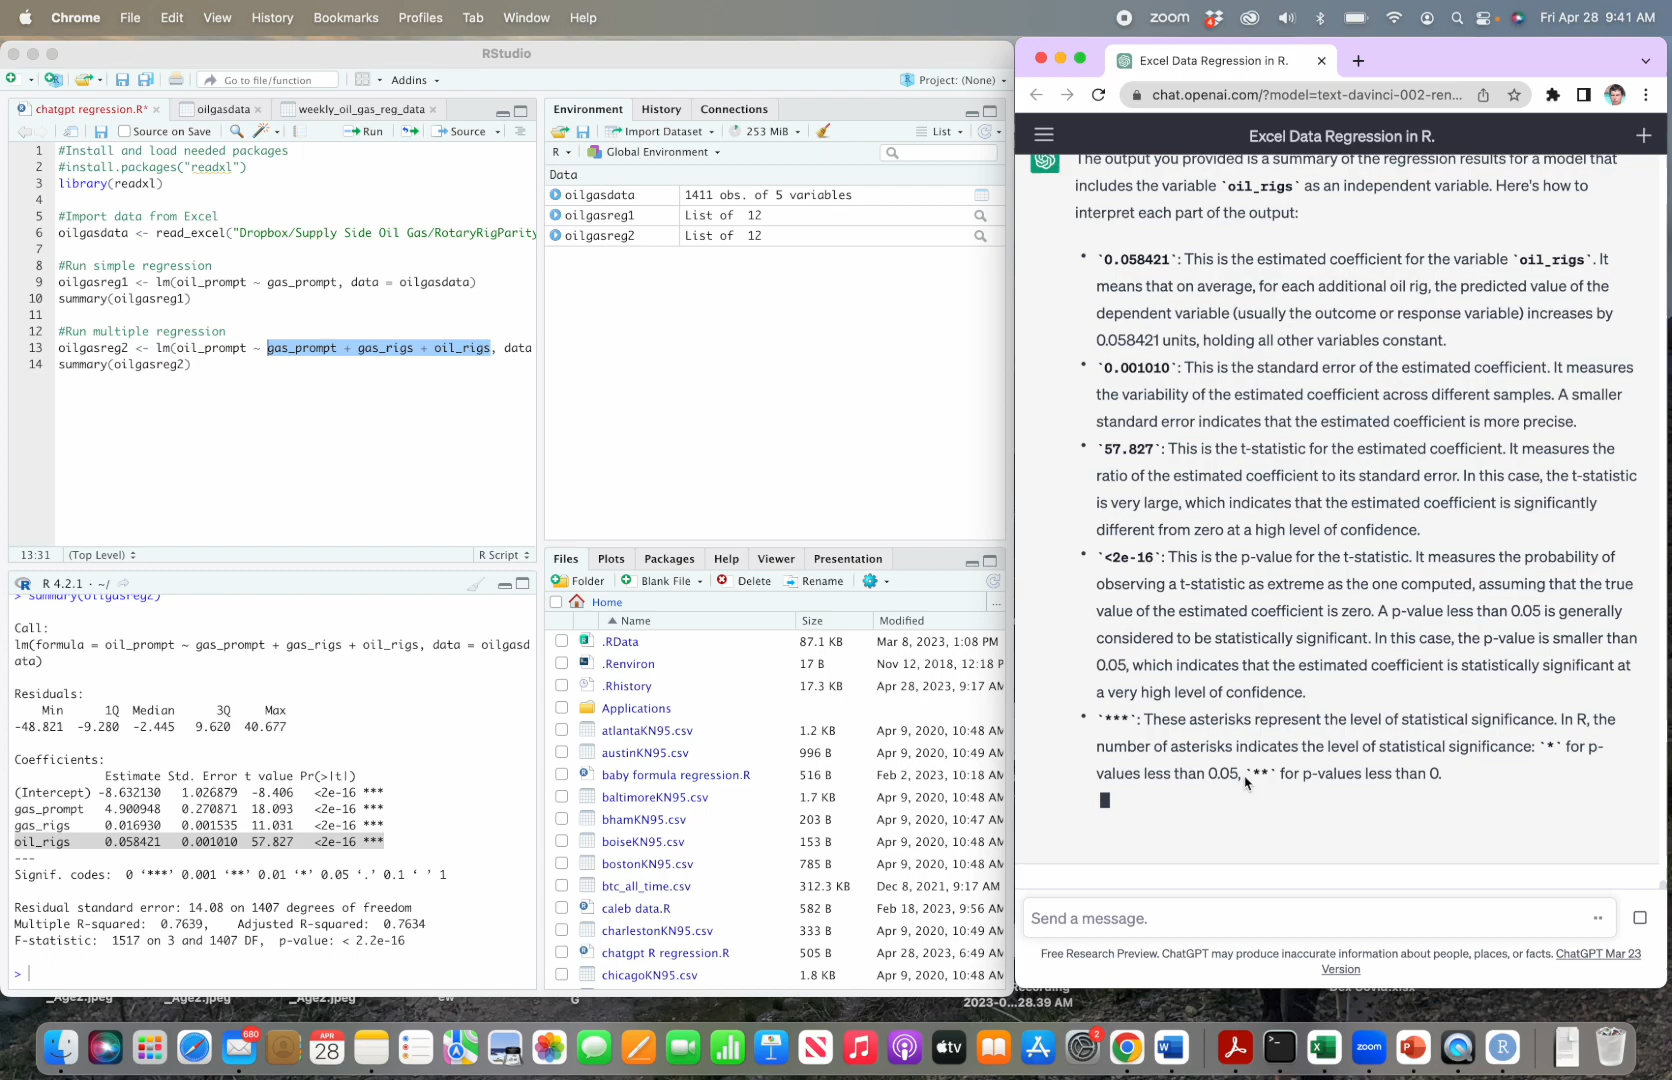 Chrome File Edit View History Bookmarks Profiles Tab Window Help zoom 4 Fri Apr 28 9:41 AM
RStudio
Go to file/function Addins Project: (None)
chatgpt regression.R* oilgasdata weekly_oil_gas_reg_data
Source on Save Run Source
1 #Install and load needed packages
2 #install.packages("readxl")
3 library(readxl)
4
5 #Import data from Excel
6 oilgasdata <- read_excel("Dropbox/Supply Side Oil Gas/RotaryRigParity
7
8 #Run simple regression
9 oilgasreg1 <- lm(oil_prompt ~ gas_prompt, data = oilgasdata)
10 summary(oilgasreg1)
11
12 #Run multiple regression
13 oilgasreg2 <- lm(oil_prompt ~ gas_prompt + gas_rigs + oil_rigs, data
14 summary(oilgasreg2)
13:31 (Top Level) R Script
R 4.2.1 · ~/
> summary(oilgasreg2)
Call:
lm(formula = oil_prompt ~ gas_prompt + gas_rigs + oil_rigs, data = oilgasd
ata)
Residuals:
Min 1Q Median 3Q Max
-48.821 -9.280 -2.445 9.620 40.677
Coefficients:
Estimate Std. Error t value Pr(>|t|)
(Intercept) -8.632130 1.026879 -8.406 <2e-16 ***
gas_prompt 4.900948 0.270871 18.093 <2e-16 ***
gas_rigs 0.016930 0.001535 11.031 <2e-16 ***
oil_rigs 0.058421 0.001010 57.827 <2e-16 ***
---
Signif. codes: 0 ‘***’ 0.001 ‘**’ 0.01 ‘*’ 0.05 ‘.’ 0.1 ‘ ’ 1
Residual standard error: 14.08 on 1407 degrees of freedom
Multiple R-squared: 0.7639, Adjusted R-squared: 0.7634
F-statistic: 1517 on 3 and 1407 DF, p-value: < 2.2e-16
>
Environment History Connections
Import Dataset 253 MiB List
R Global Environment
Data
oilgasdata 1411 obs. of 5 variables
oilgasreg1 List of 12
oilgasreg2 List of 12
Files Plots Packages Help Viewer Presentation
Folder Blank File Delete Rename
Home ...
Name Size Modified
.RData 87.1 KB Mar 8, 2023, 1:08 PM
.Renviron 17 B Nov 12, 2018, 12:18 P
.Rhistory 17.3 KB Apr 28, 2023, 9:17 AM
Applications
atlantaKN95.csv 1.2 KB Apr 9, 2020, 10:48 AM
austinKN95.csv 996 B Apr 9, 2020, 10:49 AM
baby formula regression.R 516 B Feb 2, 2023, 10:18 AM
baltimoreKN95.csv 1.7 KB Apr 9, 2020, 10:48 AM
bhamKN95.csv 203 B Apr 9, 2020, 10:47 AM
boiseKN95.csv 153 B Apr 9, 2020, 10:48 AM
bostonKN95.csv 785 B Apr 9, 2020, 10:48 AM
btc_all_time.csv 312.3 KB Dec 8, 2021, 9:17 AM
caleb data.R 582 B Feb 18, 2023, 9:56 AM
charlestonKN95.csv 333 B Apr 9, 2020, 10:49 AM
chatgpt R regression.R 505 B Apr 28, 2023, 6:49 AM
chicagoKN95.csv 1.8 KB Apr 9, 2020, 10:48 AM
Excel Data Regression in R.
chat.openai.com/?model=text-davinci-002-ren...
Excel Data Regression in R.
The output you provided is a summary of the regression results for a model that
includes the variable `oil_rigs` as an independent variable. Here's how to
interpret each part of the output:
• `0.058421`: This is the estimated coefficient for the variable `oil_rigs`. It
means that on average, for each additional oil rig, the predicted value of the
dependent variable (usually the outcome or response variable) increases by
0.058421 units, holding all other variables constant.
• `0.001010`: This is the standard error of the estimated coefficient. It measures
the variability of the estimated coefficient across different samples. A smaller
standard error indicates that the estimated coefficient is more precise.
• `57.827`: This is the t-statistic for the estimated coefficient. It measures the
ratio of the estimated coefficient to its standard error. In this case, the t-statistic
is very large, which indicates that the estimated coefficient is significantly
different from zero at a high level of confidence.
• `<2e-16`: This is the p-value for the t-statistic. It measures the probability of
observing a t-statistic as extreme as the one computed, assuming that the true
value of the estimated coefficient is zero. A p-value less than 0.05 is generally
considered to be statistically significant. In this case, the p-value is smaller than
0.05, which indicates that the estimated coefficient is statistically significant at
a very high level of confidence.
• `***`: These asterisks represent the level of statistical significance. In R, the
number of asterisks indicates the level of statistical significance: `*` for p-
values less than 0.05, `**` for p-values less than 0.
Send a message.
Free Research Preview. ChatGPT may produce inaccurate information about people, places, or facts. ChatGPT Mar 23
Version
_Age2.jpeg _Age2.jpeg _Age2.jpeg ew G
2023-0...28.39 AM
680 APR 28 tv 2 zoom